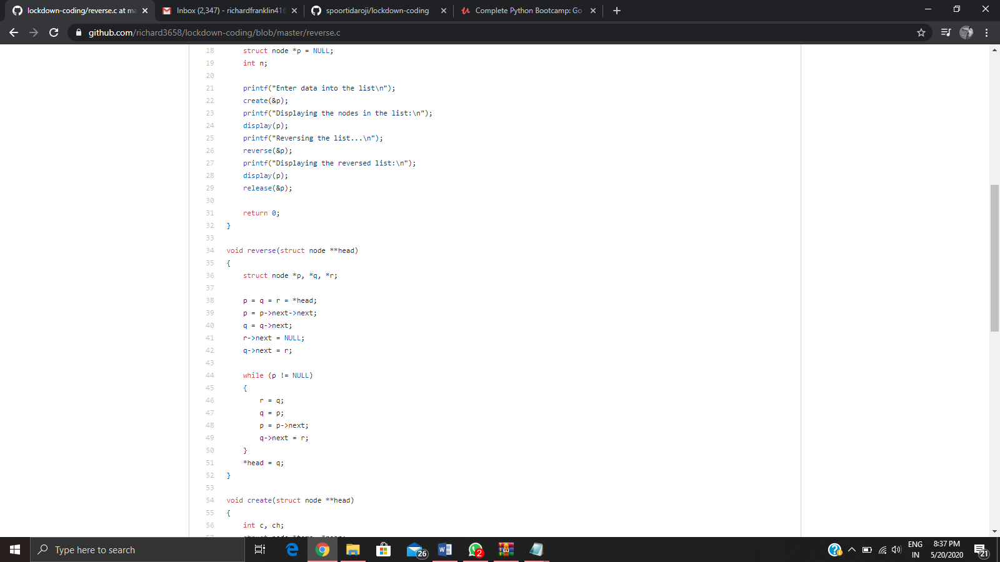 lockdown-coding/reverse.c at ma
Inbox (2,347) - richardfranklin41
spoortidaroji/lockdown-coding
Complete Python Bootcamp: Go
github.com/richard3658/lockdown-coding/blob/master/reverse.c
18 struct node *p = NULL;
19 int n;
20
21 printf("Enter data into the list\n");
22 create(&p);
23 printf("Displaying the nodes in the list:\n");
24 display(p);
25 printf("Reversing the list...\n");
26 reverse(&p);
27 printf("Displaying the reversed list:\n");
28 display(p);
29 release(&p);
30
31 return 0;
32 }
33
34 void reverse(struct node **head)
35 {
36 struct node *p, *q, *r;
37
38 p = q = r = *head;
39 p = p->next->next;
40 q = q->next;
41 r->next = NULL;
42 q->next = r;
43
44 while (p != NULL)
45 {
46 r = q;
47 q = p;
48 p = p->next;
49 q->next = r;
50 }
51 *head = q;
52 }
53
54 void create(struct node **head)
55 {
56 int c, ch;
Type here to search
26
2
ENG
IN
8:37 PM
5/20/2020
21